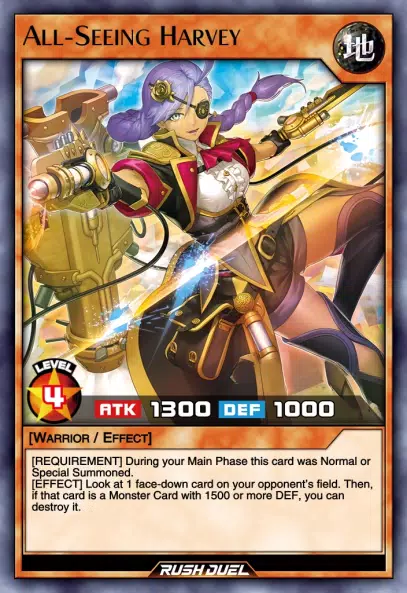 All-Seeing Harvey
地
LEVEL
4
ATK 1300 DEF 1000
[Warrior / Effect]
[REQUIREMENT] During your Main Phase this card was Normal or
Special Summoned.
[EFFECT] Look at 1 face-down card on your opponent's field. Then,
if that card is a Monster Card with 1500 or more DEF, you can
destroy it.
RUSH DUEL